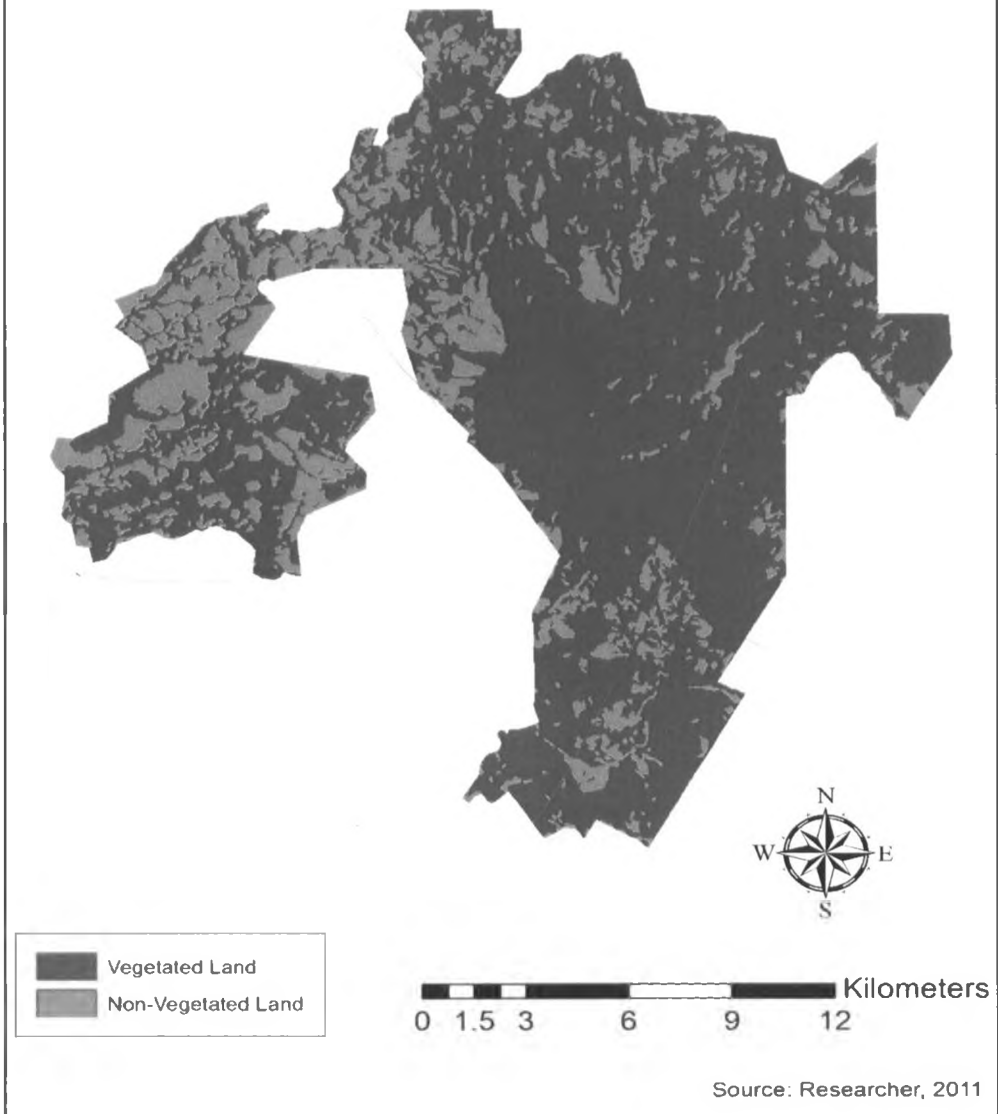 N
W E
S
Vegetated Land
Non-Vegetated Land
Kilometers
0 1.5 3 6 9 12
Source: Researcher, 2011